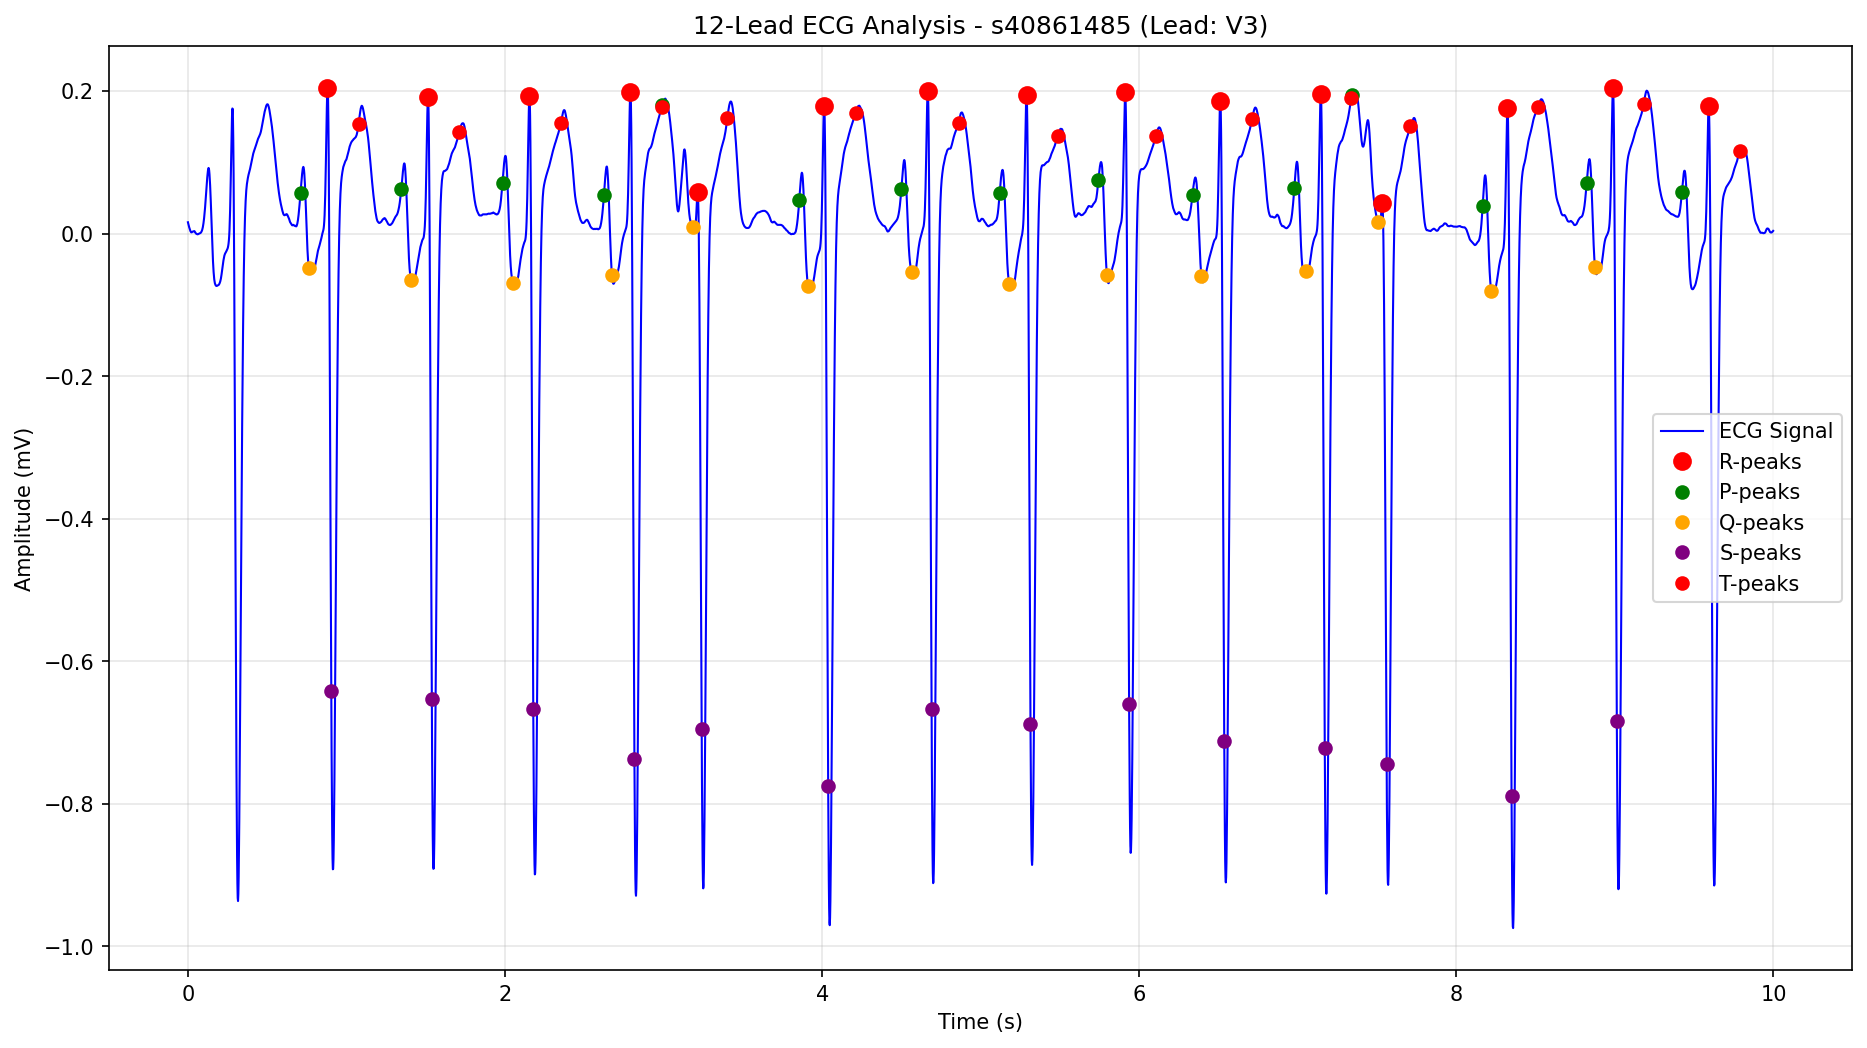 12-Lead ECG Analysis - s40861485 (Lead: V3)
0.2
0.0
−0.2
−0.4
−0.6
−0.8
−1.0
Amplitude (mV)
ECG Signal
R-peaks
P-peaks
Q-peaks
S-peaks
T-peaks
0
2
4
6
8
10
Time (s)